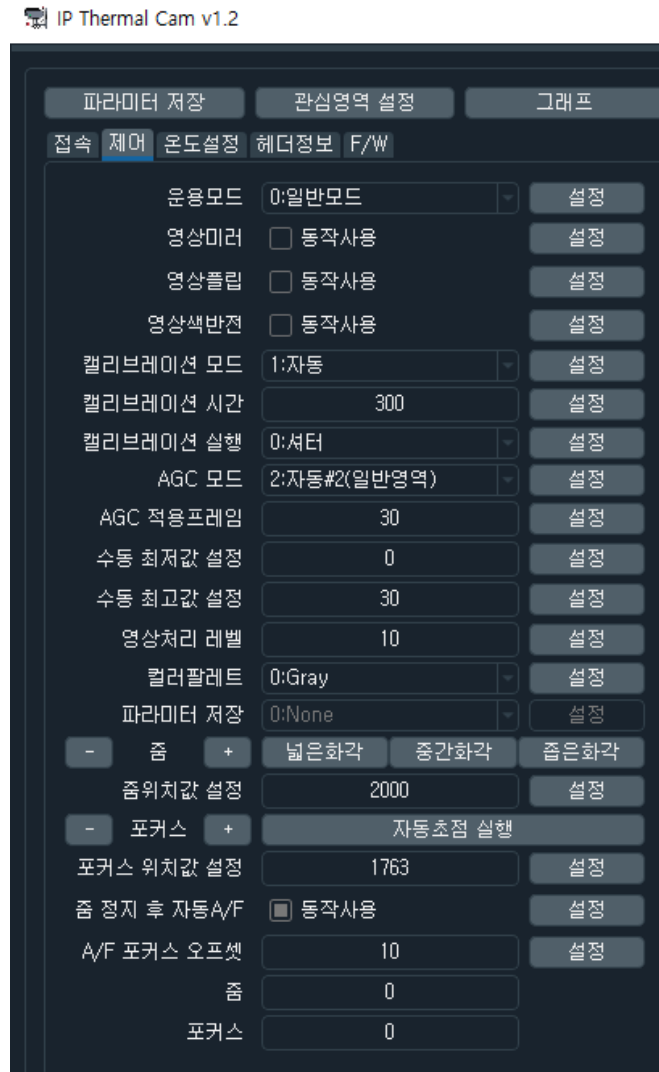 IP Thermal Cam v1.2
파라미터 저장 관심영역 설정 그래프
접속 제어 온도설정 헤더정보 F/W
운용모드 0:일반모드 설정
영상미러 동작사용 설정
영상플립 동작사용 설정
영상색반전 동작사용 설정
캘리브레이션 모드 1:자동 설정
캘리브레이션 시간 300 설정
캘리브레이션 실행 0:셔터 설정
AGC 모드 2:자동#2(일반영역) 설정
AGC 적용프레임 30 설정
수동 최저값 설정 0 설정
수동 최고값 설정 30 설정
영상처리 레벨 10 설정
컬러팔레트 0:Gray 설정
파라미터 저장 0:None 설정
- 줌 + 넓은화각 중간화각 좁은화각
줌위치값 설정 2000 설정
- 포커스 + 자동초점 실행
포커스 위치값 설정 1763 설정
줌 정지 후 자동A/F 동작사용 설정
A/F 포커스 오프셋 10 설정
줌 0
포커스 0